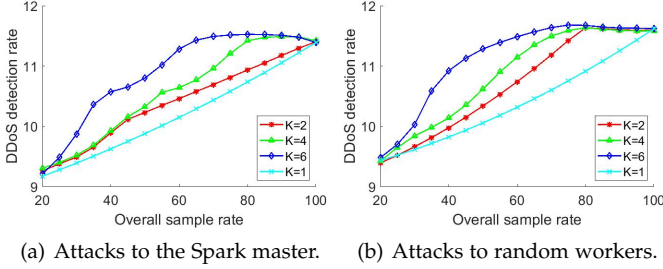 12
11
10
9
DDoS detection rate
20 40 60 80 100
Overall sample rate
K=2
K=4
K=6
K=1
(a) Attacks to the Spark master.
12
11
10
9
DDoS detection rate
20 40 60 80 100
Overall sample rate
K=2
K=4
K=6
K=1
(b) Attacks to random workers.